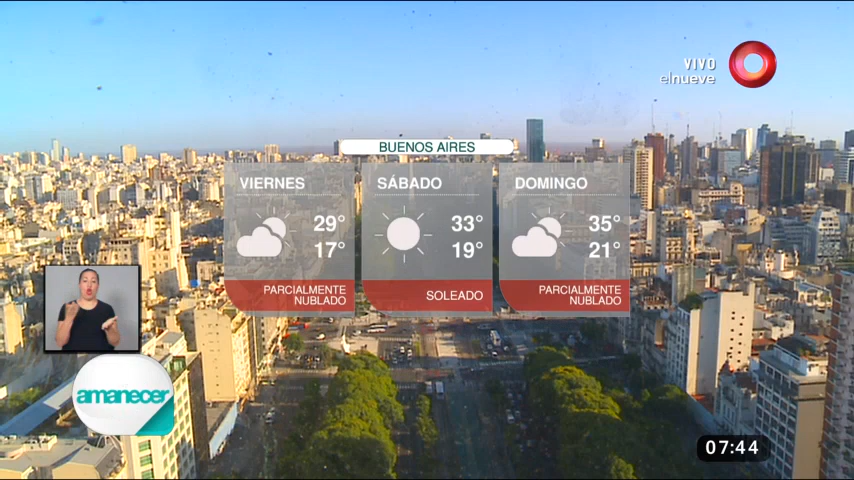 VIVO
elnueve
BUENOS AIRES
VIERNES
29°
17°
PARCIALMENTE
NUBLADO
SÁBADO
33°
19°
SOLEADO
DOMINGO
35°
21°
PARCIALMENTE
NUBLADO
amanecer
07:44